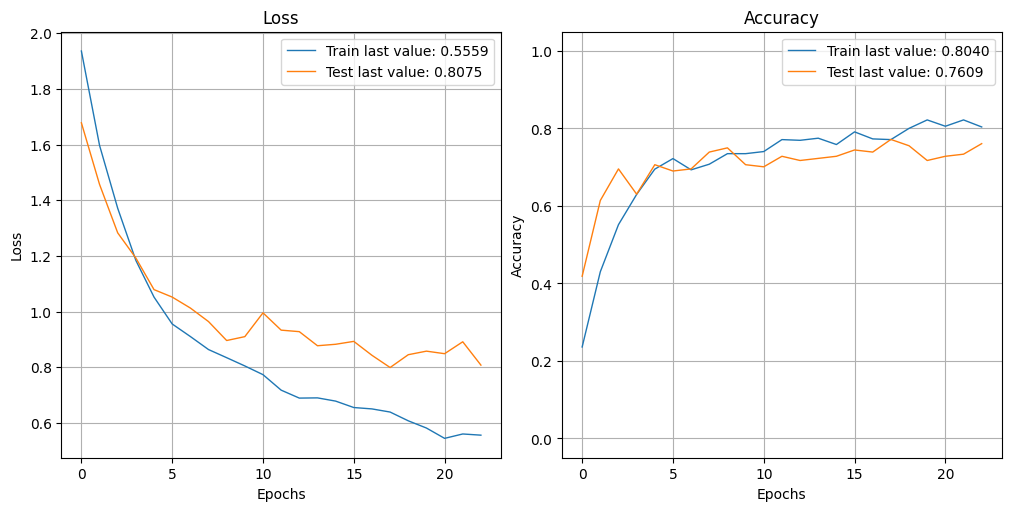 Loss
Train last value: 0.5559
Test last value: 0.8075
2.0
1.8
1.6
1.4
1.2
1.0
0.8
0.6
Loss
0
5
10
15
20
Epochs
Accuracy
Train last value: 0.8040
Test last value: 0.7609
1.0
0.8
0.6
0.4
0.2
0.0
Accuracy
0
5
10
15
20
Epochs